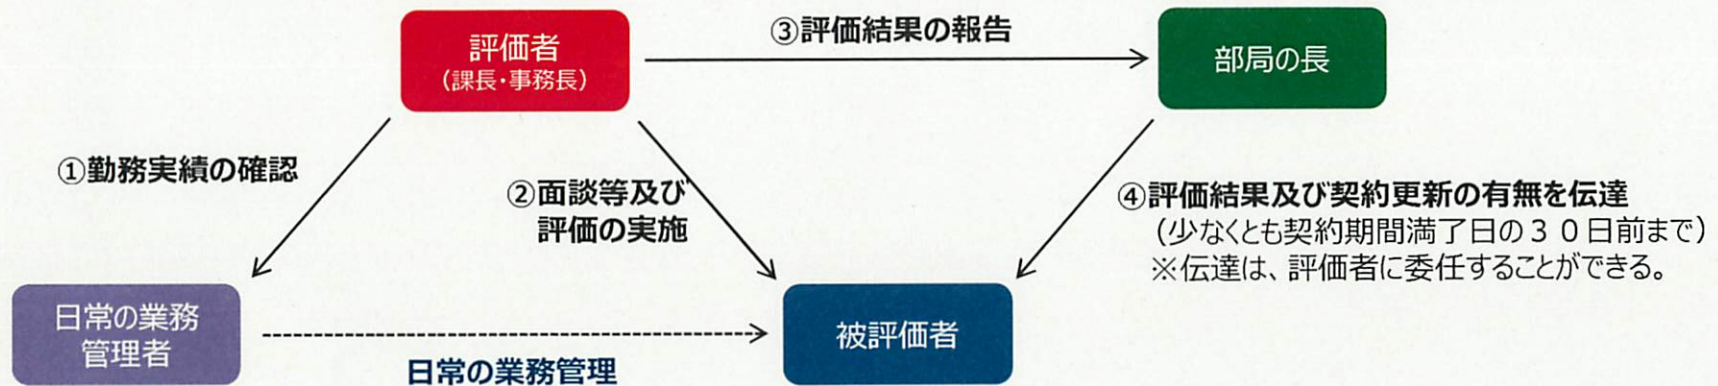 評価者
（課長・事務長）
③評価結果の報告
部局の長
①勤務実績の確認
②面談等及び
評価の実施
④評価結果及び契約更新の有無を伝達
（少なくとも契約期間満了日の３０日前まで）
※伝達は、評価者に委任することができる。
日常の業務
管理者
日常の業務管理
被評価者